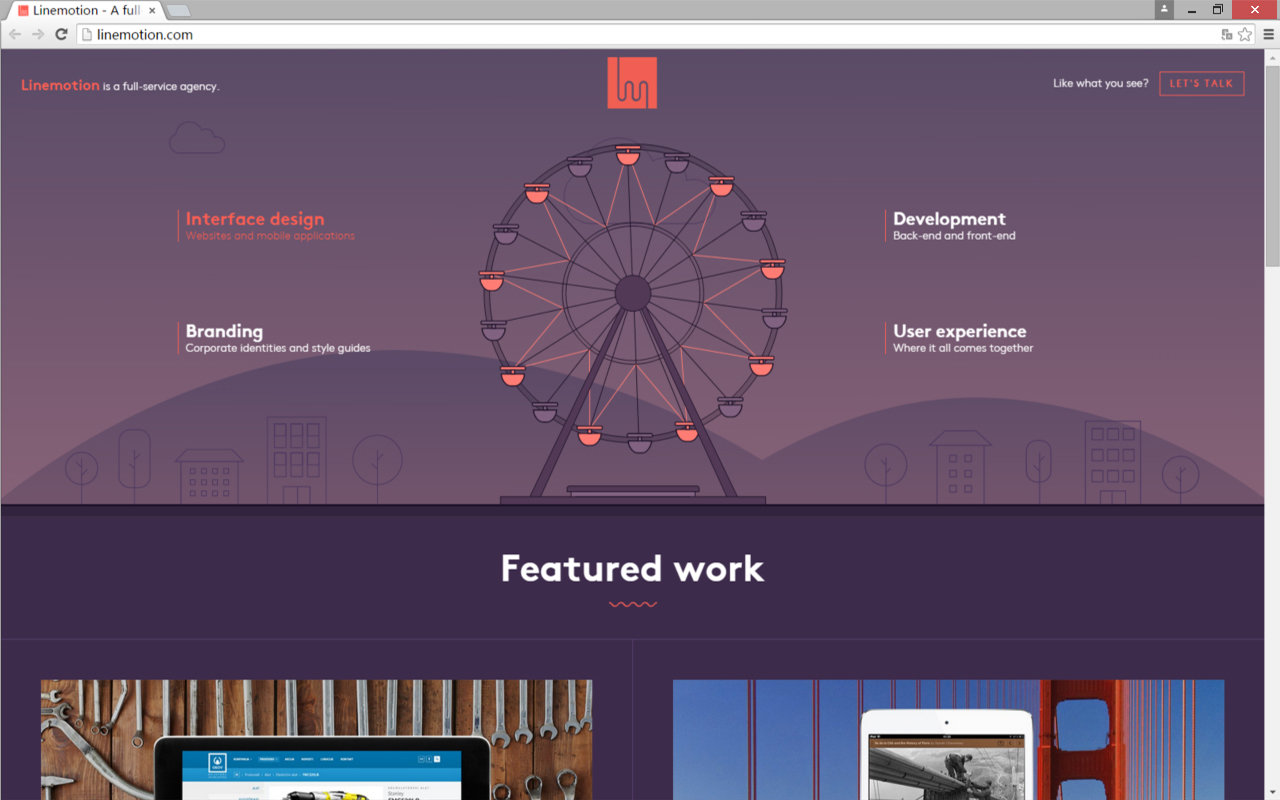 Linemotion - A full
linemotion.com
Linemotion is a full-service agency.
lm
Like what you see?
LET'S TALK
Interface design
Websites and mobile applications
Development
Back-end and front-end
Branding
Corporate identities and style guides
User experience
Where it all comes together
Featured work